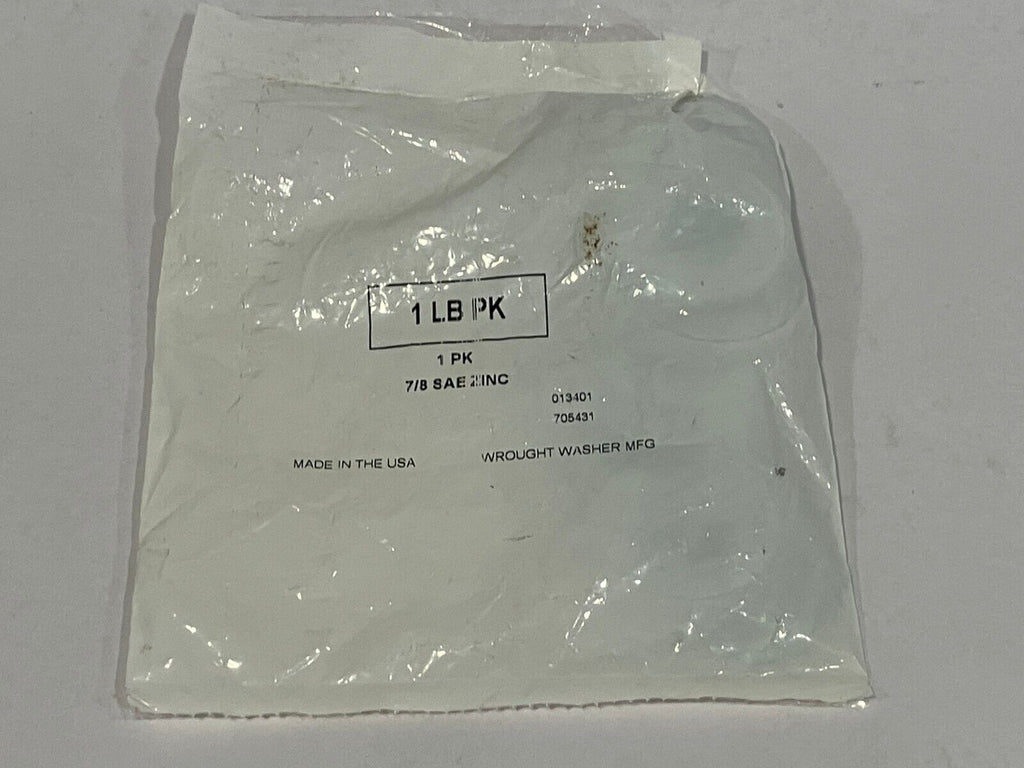 1 LB PK
1 PK
7/8 SAE ZINC
013401
705431
MADE IN THE USA
WROUGHT WASHER MFG